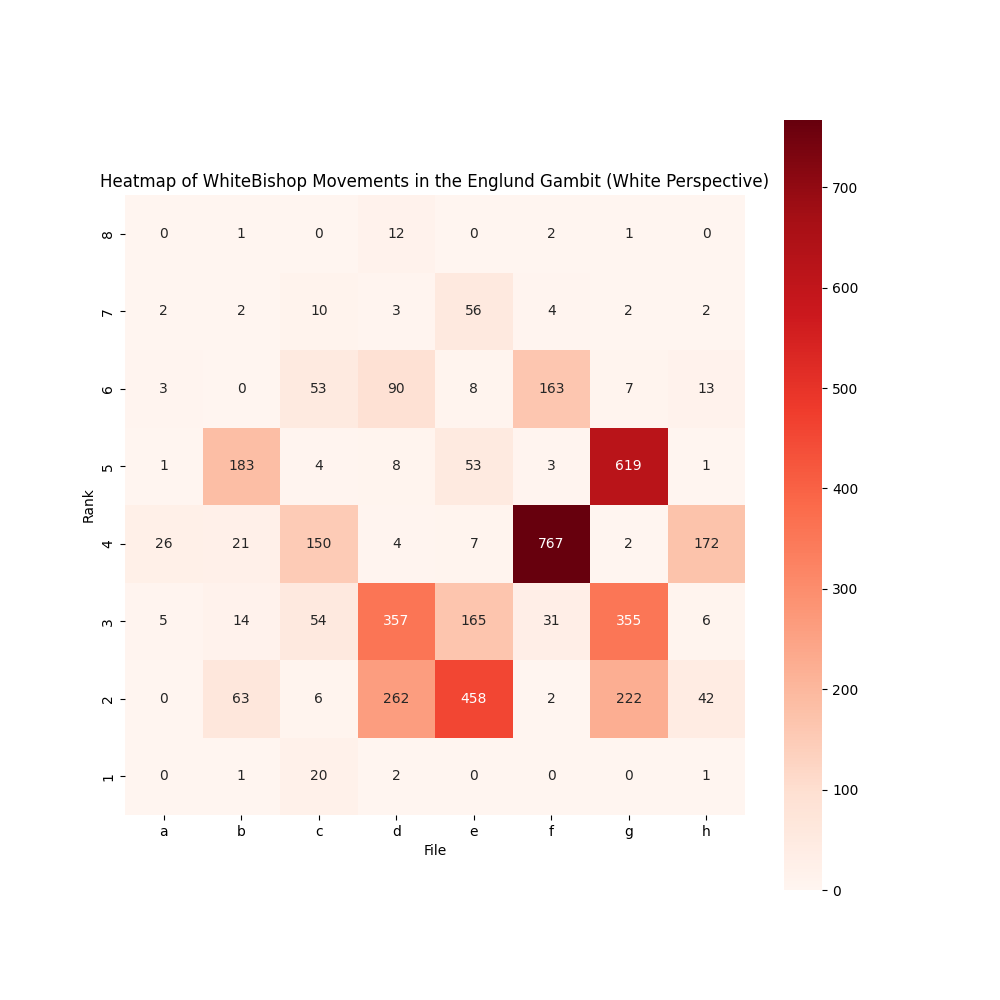 Heatmap of WhiteBishop Movements in the Englund Gambit (White Perspective)
8 0 1 0 12 0 2 1 0
7 2 2 10 3 56 4 2 2
6 3 0 53 90 8 163 7 13
5 1 183 4 8 53 3 619 1
4 26 21 150 4 7 767 2 172
3 5 14 54 357 165 31 355 6
2 0 63 6 262 458 2 222 42
1 0 1 20 2 0 0 0 1
a b c d e f g h
File
Rank
700
600
500
400
300
200
100
0